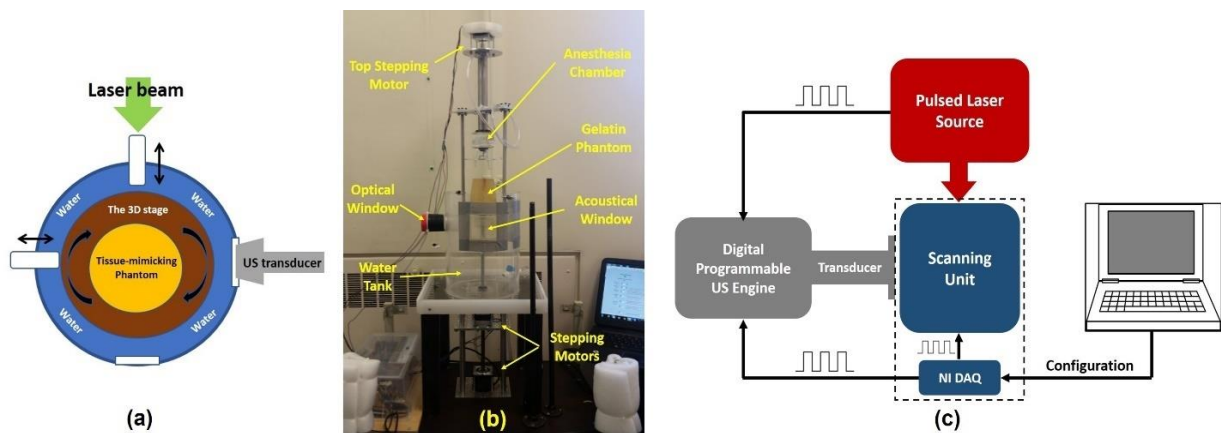 Laser beam
Water
Water
The 3D stage
Tissue-mimicking
Phantom
US transducer
Water
Water
(a)
Top Stepping
Motor
Anesthesia
Chamber
Gelatin
Phantom
Optical
Window
Acoustical
Window
Water
Tank
Stepping
Motors
(b)
Pulsed Laser
Source
Digital
Programmable
US Engine
Transducer
Scanning
Unit
NI DAQ
Configuration
(c)